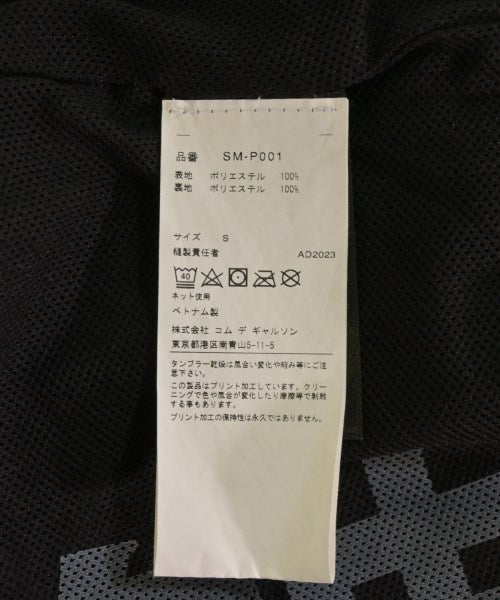 品番 SM-P001
表地 ポリエステル 100%
裏地 ポリエステル 100%
サイズ S
縫製責任者 AD2023
40
ネット使用
ベトナム製
株式会社 コム デ ギャルソン
東京都港区南青山5-11-5
タンブラー乾燥は風合い変化や縮み等にご注
意下さい。
この製品はプリント加工しています。クリー
ニングで色や風合が変化したり摩擦等で剥離
する事もあります。
プリント加工の保持性は永久ではありません。